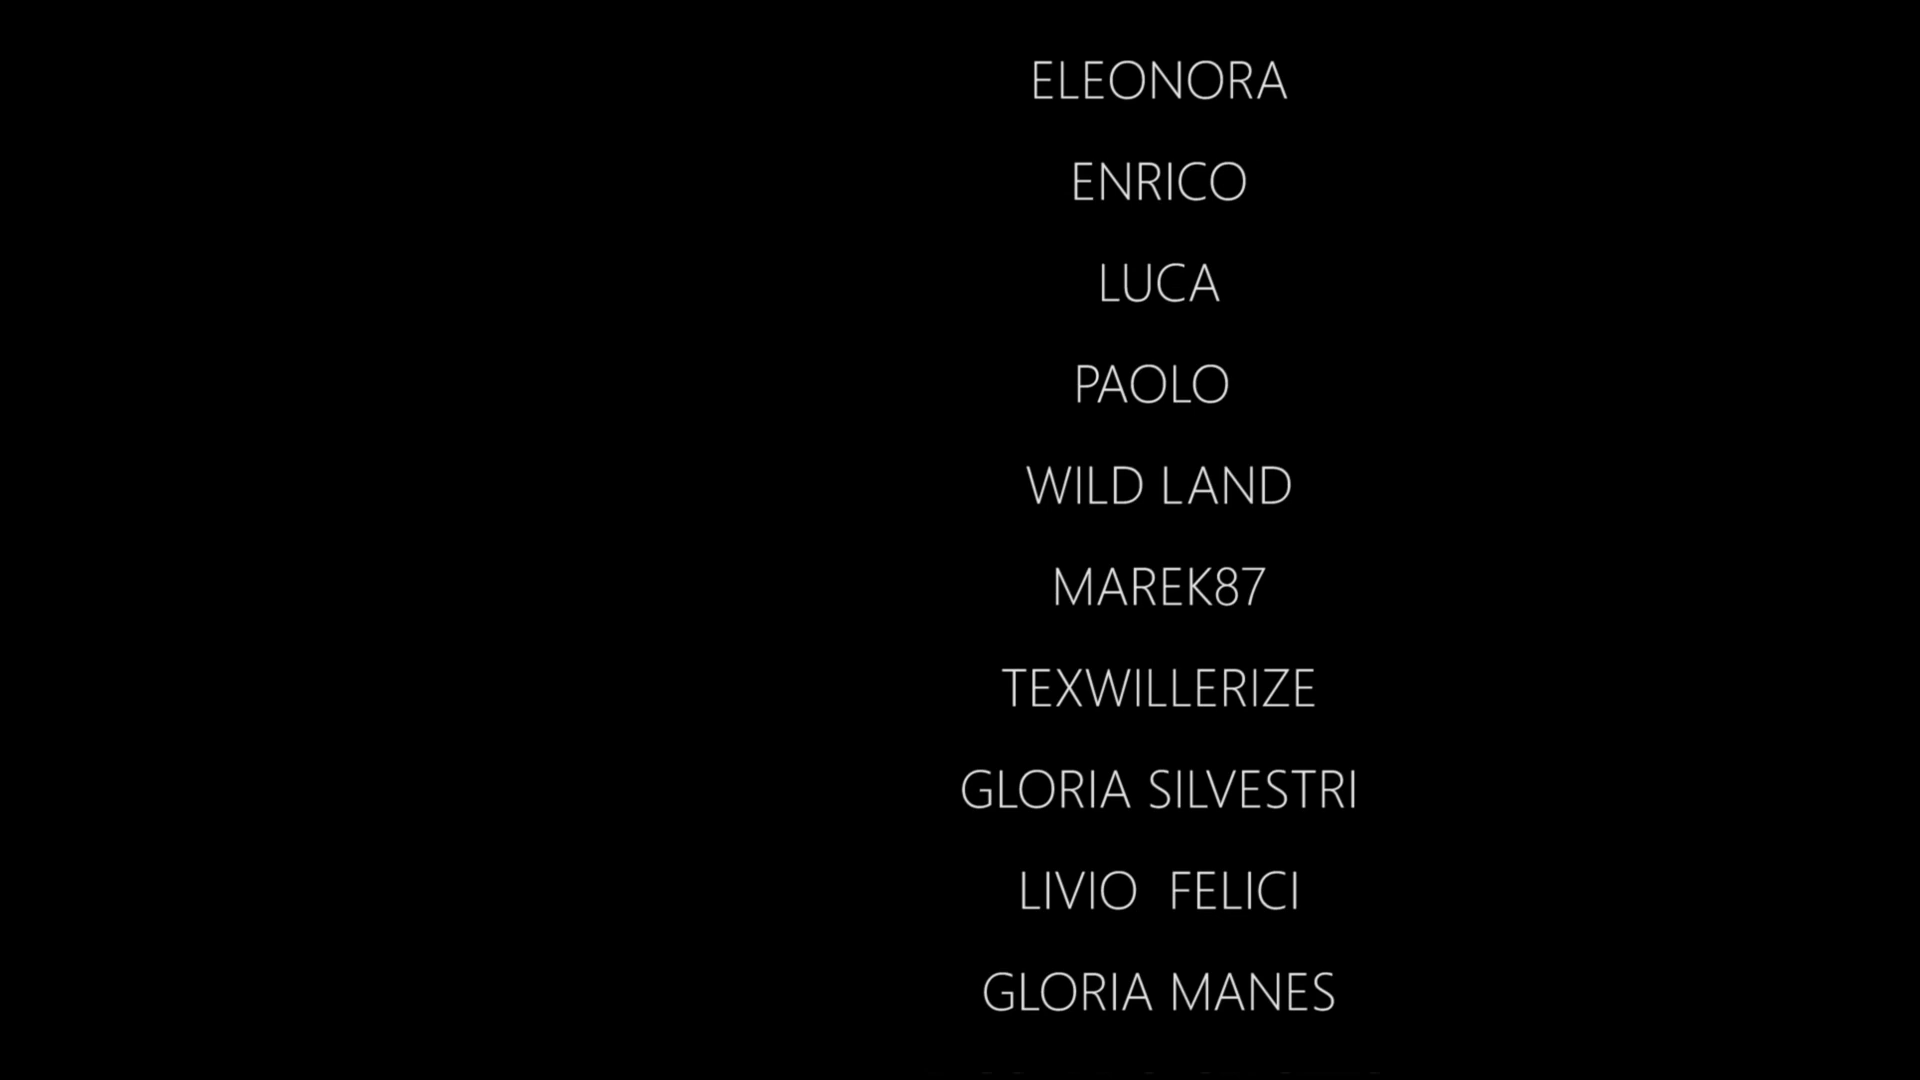 ELEONORA
ENRICO
LUCA
PAOLO
WILD LAND
MAREK87
TEXWILLERIZE
GLORIA SILVESTRI
LIVIO  FELICI
GLORIA MANES